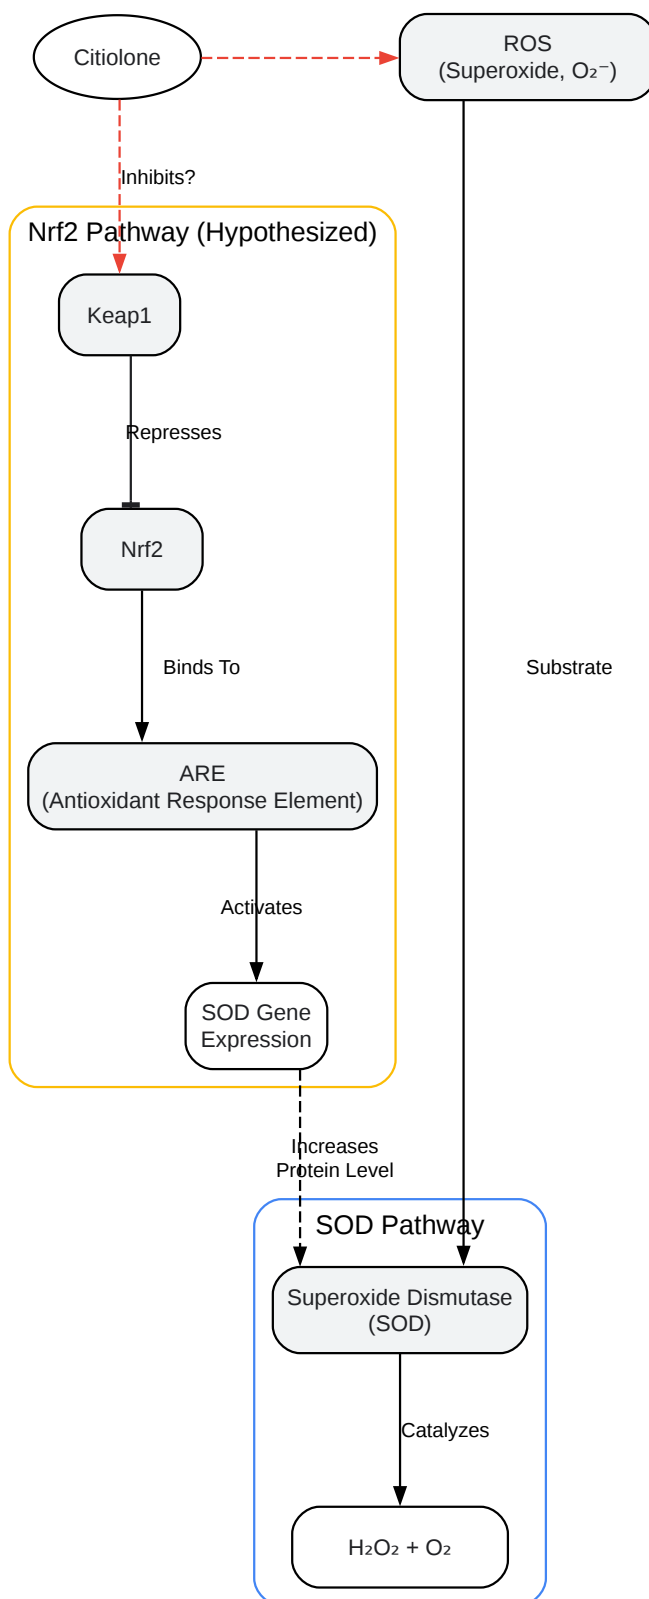 Citiolone
ROS
(Superoxide, O₂⁻)
Inhibits?
Nrf2 Pathway (Hypothesized)
Keap1
Represses
Nrf2
Binds To
Substrate
ARE
(Antioxidant Response Element)
Activates
SOD Gene
Expression
Increases
Protein Level
SOD Pathway
Superoxide Dismutase
(SOD)
Catalyzes
H₂O₂ + O₂